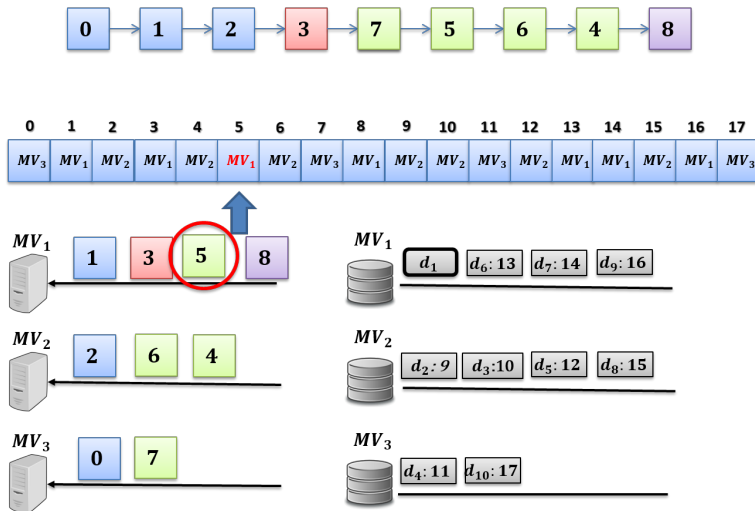 0 1 2 3 7 5 6 4 8
0 1 2 3 4 5 6 7 8 9 10 11 12 13 14 15 16 17
MV₃ MV₁ MV₂ MV₁ MV₂ MV₁ MV₂ MV₃ MV₁ MV₂ MV₂ MV₃ MV₂ MV₁ MV₁ MV₂ MV₁ MV₃
MV₁
1 3 5 8
MV₁
d₁ d₆: 13 d₇: 14 d₉: 16
MV₂
2 6 4
MV₂
d₂: 9 d₃:10 d₅: 12 d₈: 15
MV₃
0 7
MV₃
d₄: 11 d₁₀: 17